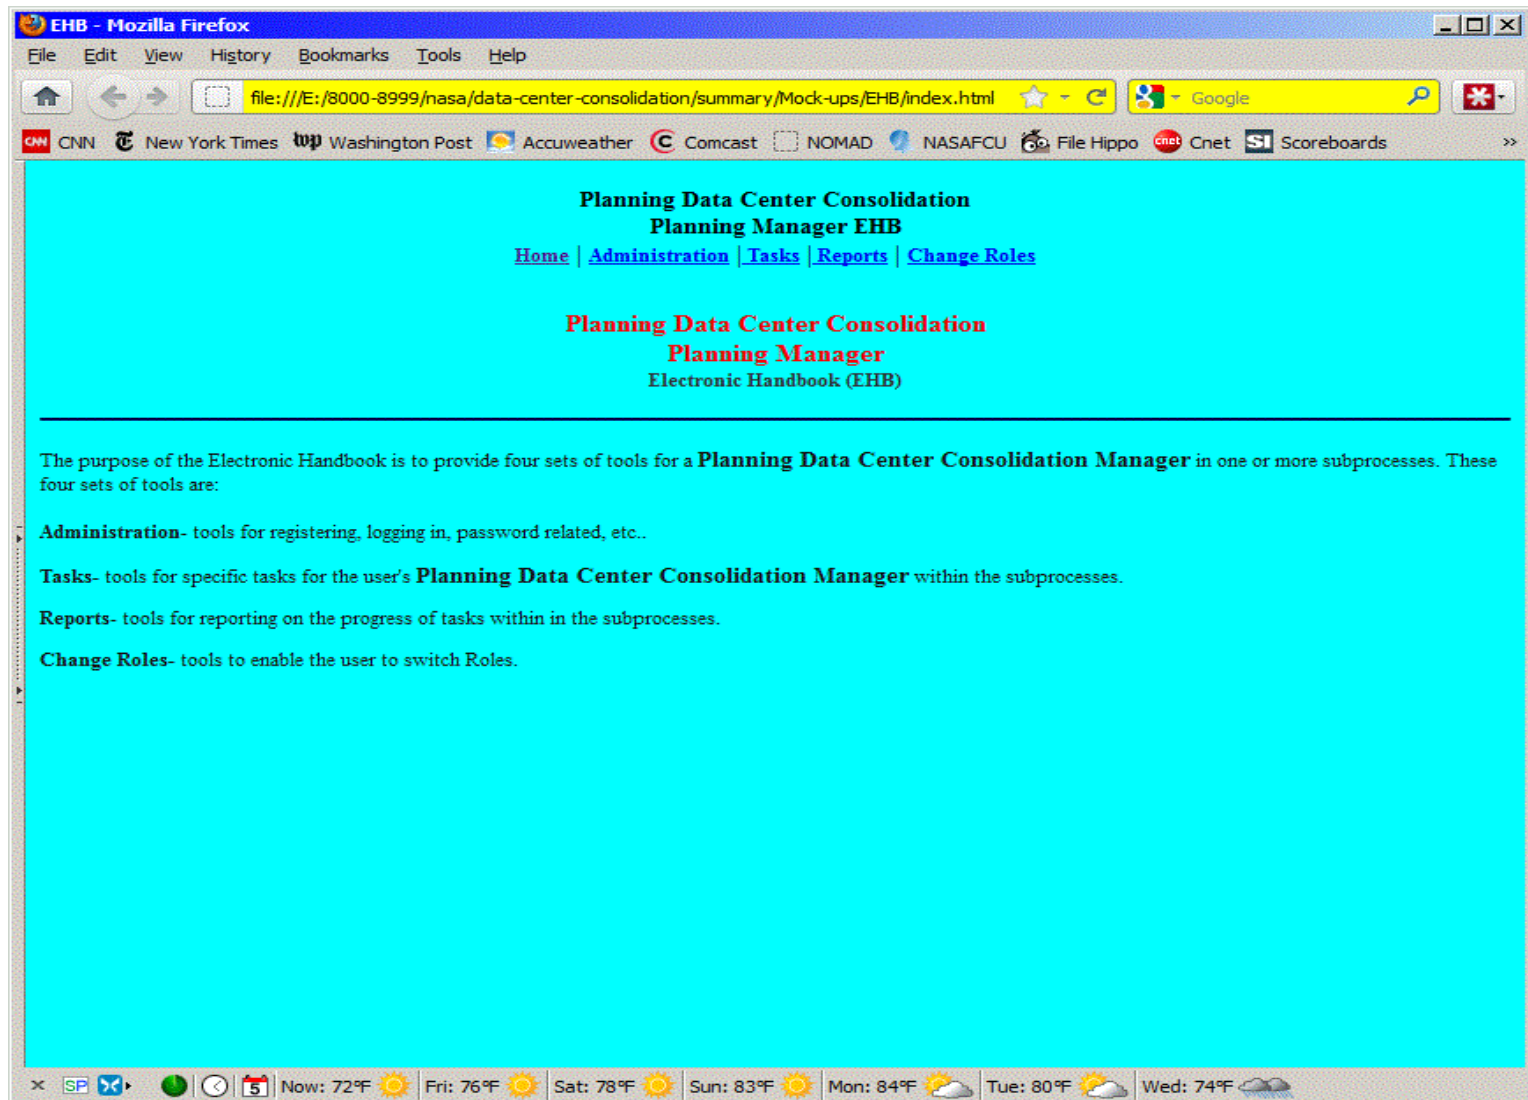 EHB - Mozilla Firefox
File Edit View History Bookmarks Tools Help
file:///E:/8000-8999/nasa/data-center-consolidation/summary/Mock-ups/EHB/index.html Google
CNN CNN New York Times wp Washington Post Accuweather C Comcast NOMAD NASAFCU File Hippo cnet Cnet SI Scoreboards »
Planning Data Center Consolidation
Planning Manager EHB
Home | Administration | Tasks | Reports | Change Roles
Planning Data Center Consolidation
Planning Manager
Electronic Handbook (EHB)
The purpose of the Electronic Handbook is to provide four sets of tools for a Planning Data Center Consolidation Manager in one or more subprocesses. These
four sets of tools are:
Administration- tools for registering, logging in, password related, etc..
Tasks- tools for specific tasks for the user's Planning Data Center Consolidation Manager within the subprocesses.
Reports- tools for reporting on the progress of tasks within in the subprocesses.
Change Roles- tools to enable the user to switch Roles.
× SP 5 Now: 72°F Fri: 76°F Sat: 78°F Sun: 83°F Mon: 84°F Tue: 80°F Wed: 74°F